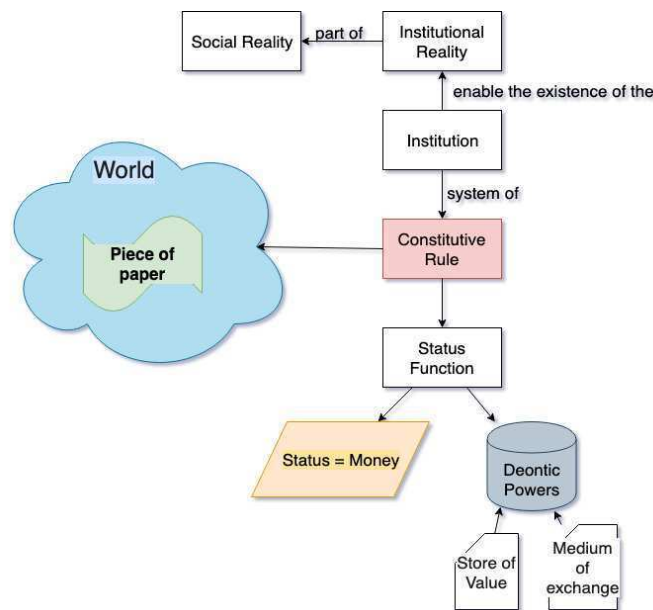 Social Reality
part of
Institutional
Reality
enable the existence of the
Institution
system of
World
Piece of
paper
Constitutive
Rule
Status
Function
Status = Money
Deontic
Powers
Store of
Value
Medium
of
exchange